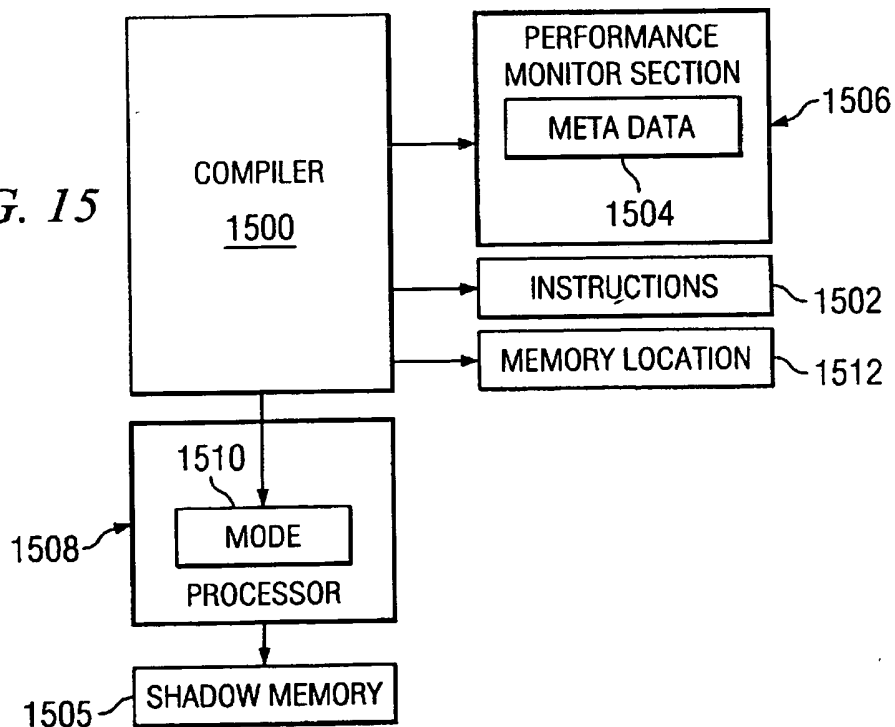 G. 15
COMPILER
1500
PERFORMANCE
MONITOR SECTION
META DATA
1504
1506
INSTRUCTIONS
1502
MEMORY LOCATION
1512
1510
MODE
1508
PROCESSOR
1505
SHADOW MEMORY